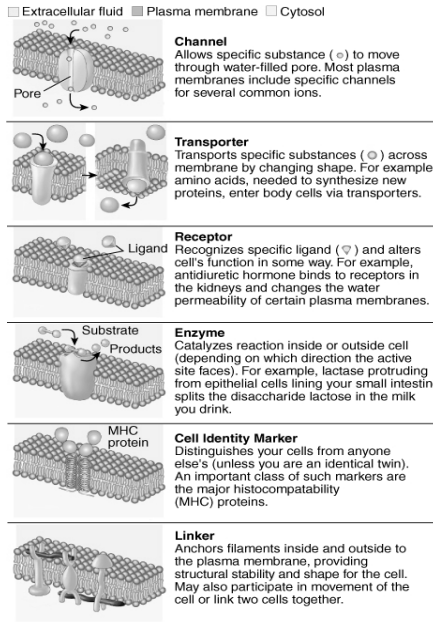 Extracellular fluid Plasma membrane Cytosol
Pore
Channel
Allows specific substance ( ) to move
through water-filled pore. Most plasma
membranes include specific channels
for several common ions.
Transporter
Transports specific substances ( ) across
membrane by changing shape. For example
amino acids, needed to synthesize new
proteins, enter body cells via transporters.
Ligand
Receptor
Recognizes specific ligand ( ) and alters
cell's function in some way. For example,
antidiuretic hormone binds to receptors in
the kidneys and changes the water
permeability of certain plasma membranes.
Substrate
Products
Enzyme
Catalyzes reaction inside or outside cell
(depending on which direction the active
site faces). For example, lactase protruding
from epithelial cells lining your small intestin
splits the disaccharide lactose in the milk
you drink.
MHC
protein
Cell Identity Marker
Distinguishes your cells from anyone
else's (unless you are an identical twin).
An important class of such markers are
the major histocompatability
(MHC) proteins.
Linker
Anchors filaments inside and outside to
the plasma membrane, providing
structural stability and shape for the cell.
May also participate in movement of the
cell or link two cells together.